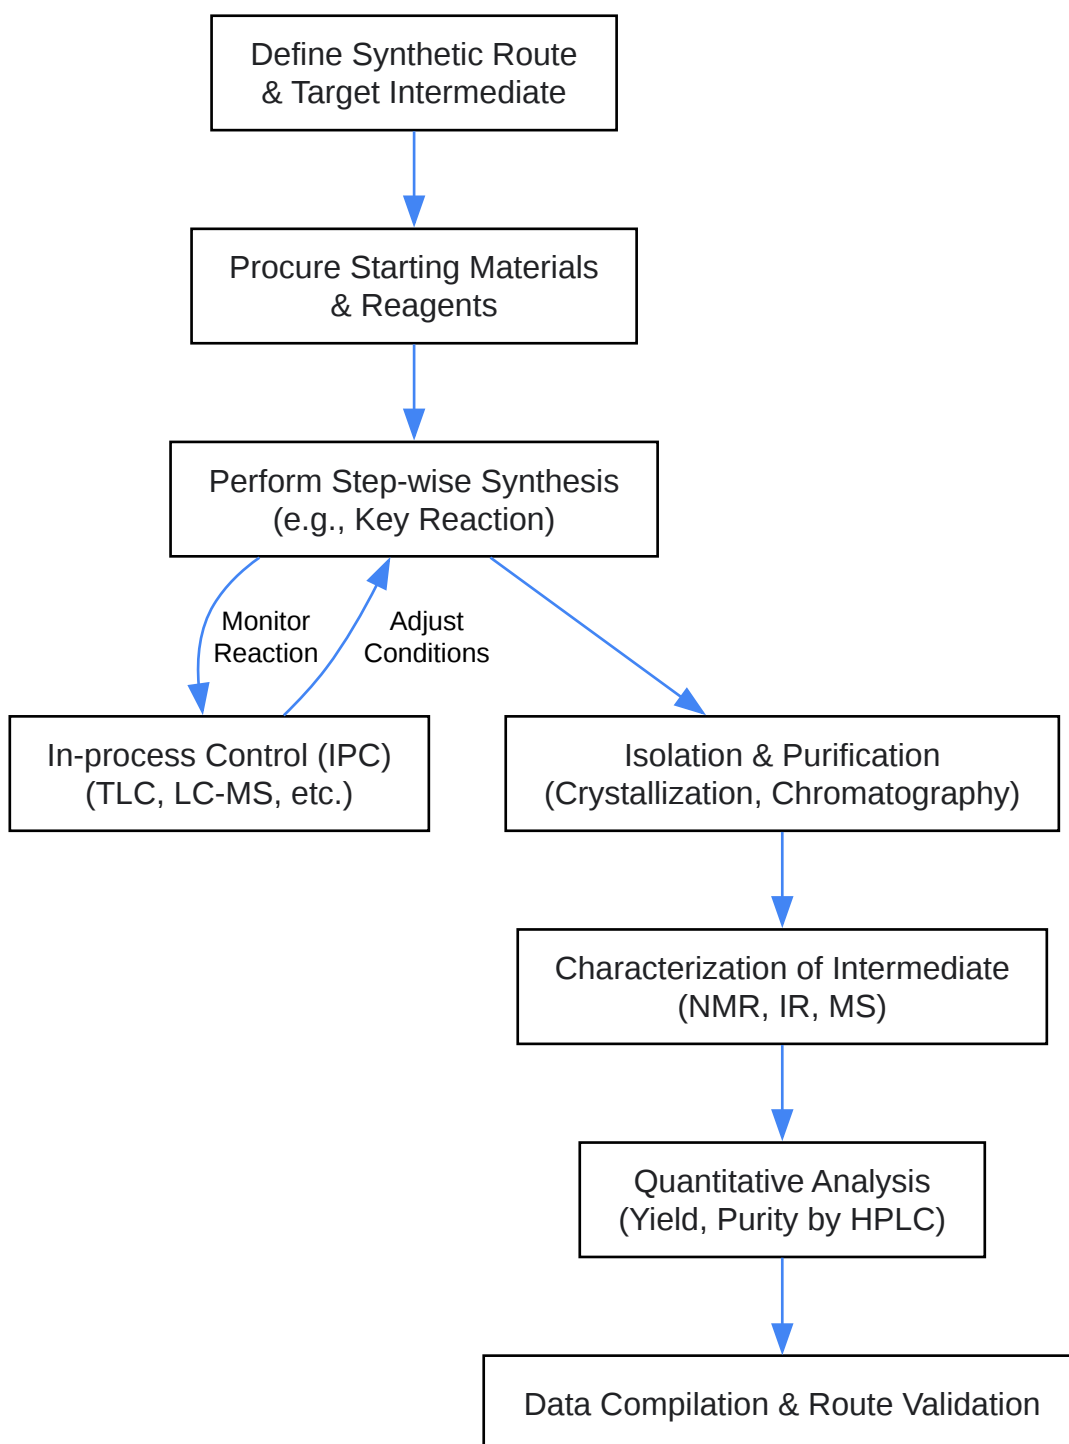 Define Synthetic Route
& Target Intermediate
Procure Starting Materials
& Reagents
Perform Step-wise Synthesis
(e.g., Key Reaction)
Monitor
Reaction
Adjust
Conditions
In-process Control (IPC)
(TLC, LC-MS, etc.)
Isolation & Purification
(Crystallization, Chromatography)
Characterization of Intermediate
(NMR, IR, MS)
Quantitative Analysis
(Yield, Purity by HPLC)
Data Compilation & Route Validation